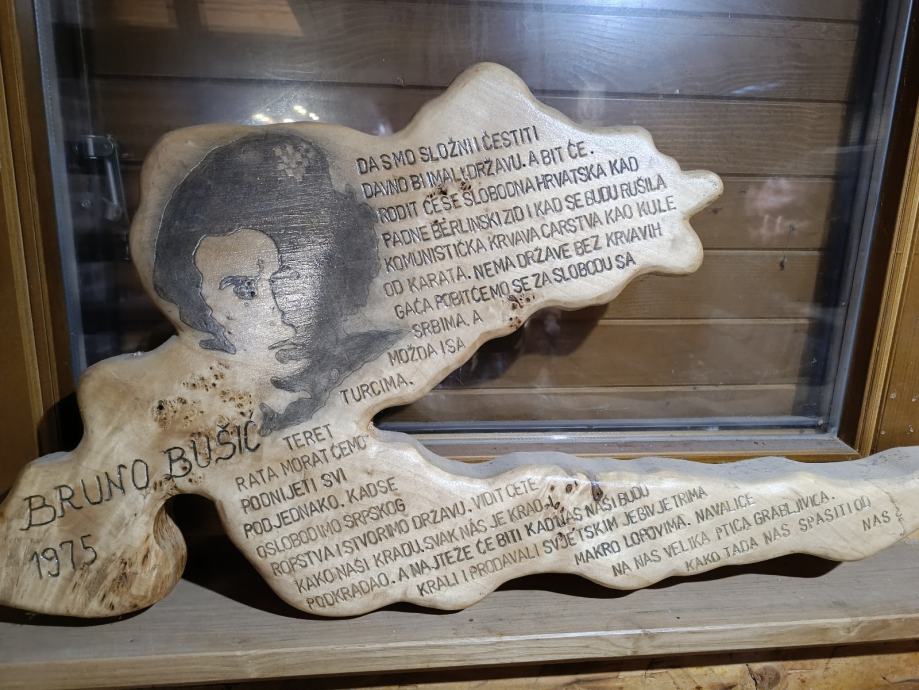 DA SMO SLOŽNI I ČESTITI
DAVNO BI IMALI DRŽAVU. A BIT ĆE.
RODIT ĆE SE SLOBODNA HRVATSKA KAD
PADNE BERLINSKI ZID I KAD SE BUDU RUŠILA
KOMUNISTIČKA KRVAVA CARSTVA KAO KULE
OD KARATA. NEMA DRŽAVE BEZ KRVAVIH
GAĆA POBIT ĆEMO SE ZA SLOBODU SA
SRBIMA, A
MOŽDA I SA
TURCIMA.
TERET
RATA MORAT ĆEMO
PODNIJETI SVI
PODJEDNAKO. KAD SE
OSLOBODIMO SRPSKOG
ROPSTVA I STVORIMO DRŽAVU. VIDIT ĆETE
KAKO NAŠI KRADU. SVAK NAS JE KRAO,
PODKRADAO. A NAJTEŽE ĆE BITI KAD NAS NAŠI BUDU
KRALI I PRODAVALI SVJETSKIM JEGIVJETRIMA
MAKRO LOPOVIMA. NAVALICE
NA NAS VELIKA PTICA GRABLJIVICA.
KAKO TADA NAS SPASITI OD
NAS?
BRUNO BUŠIĆ
1975